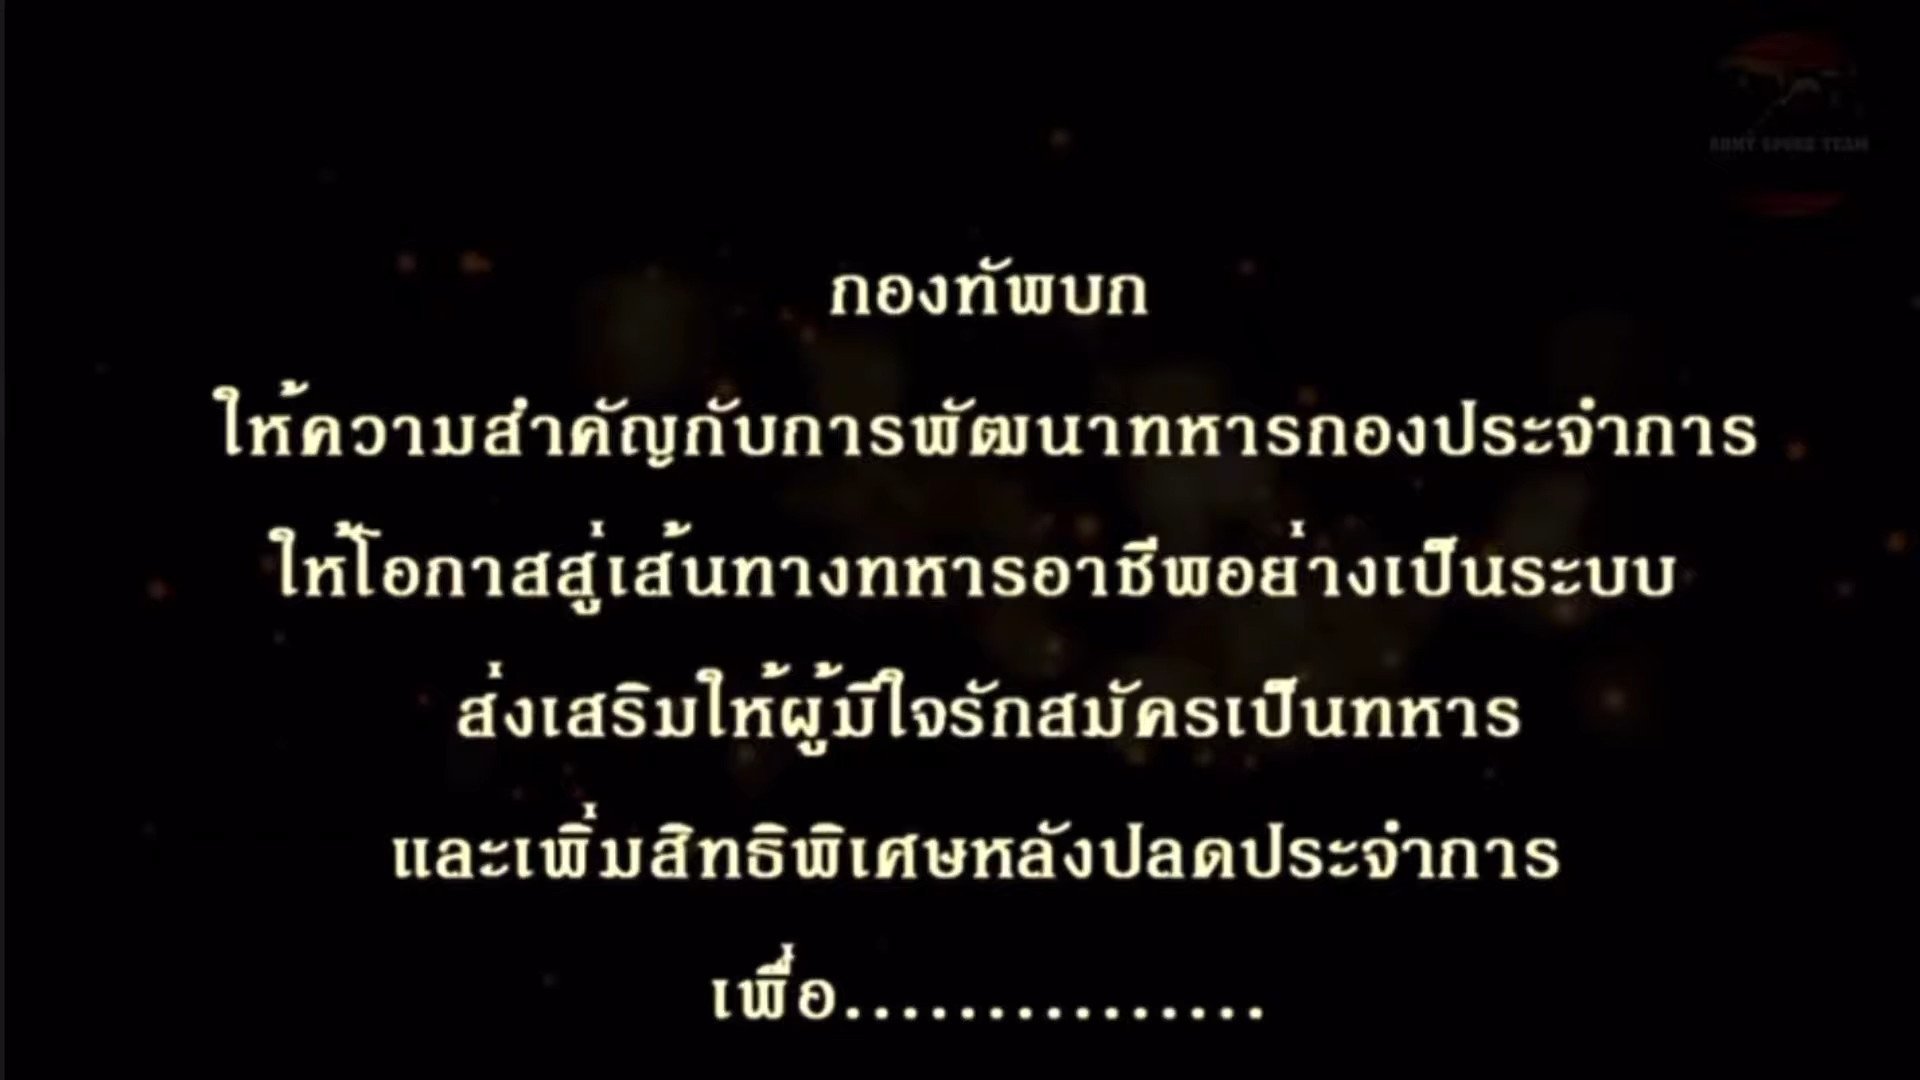 กองทัพบก
ให้ความสำคัญกับการพัฒนาทหารกองประจำการ
ให้โอกาสสู่เส้นทางทหารอาชีพอย่างเป็นระบบ
ส่งเสริมให้ผู้มีใจรักสมัครเป็นทหาร
และเพิ่มสิทธิพิเศษหลังปลดประจำการ
เพื่อ...............